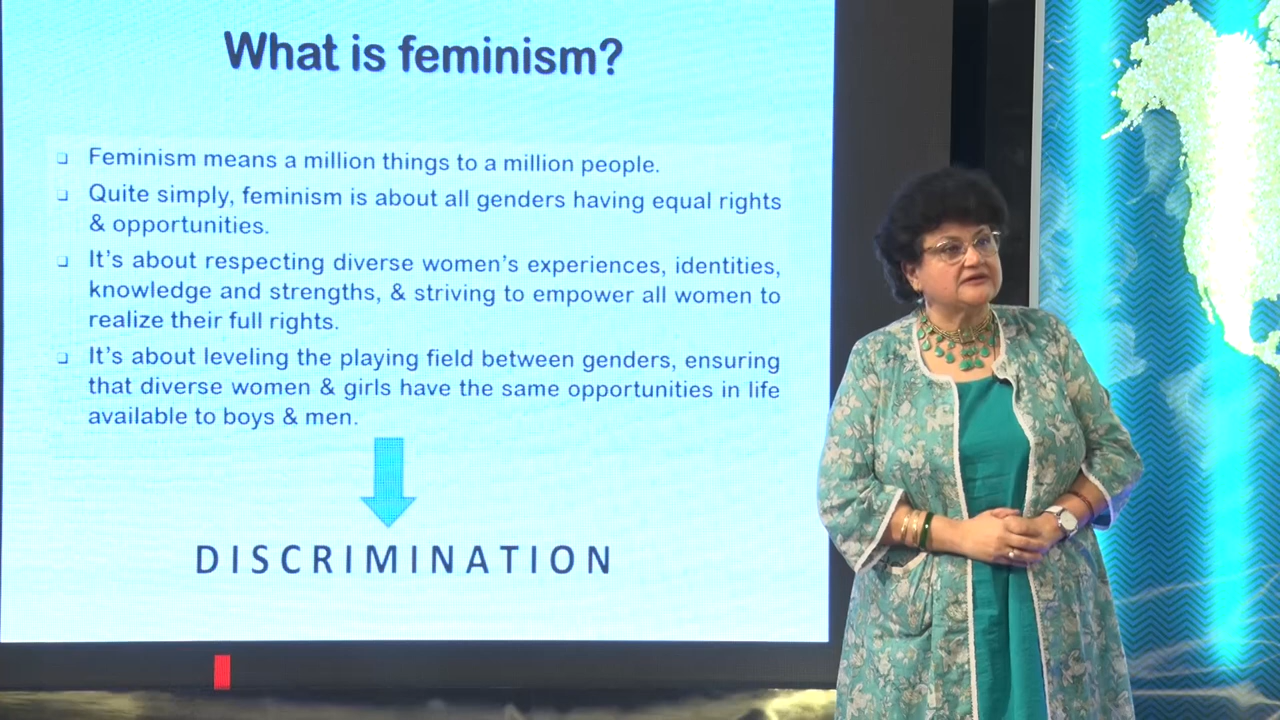 What is feminism?
❑ Feminism means a million things to a million people.
❑ Quite simply, feminism is about all genders having equal rights
& opportunities.
❑ It's about respecting diverse women's experiences, identities,
knowledge and strengths, & striving to empower all women to
realize their full rights.
❑ It's about leveling the playing field between genders, ensuring
that diverse women & girls have the same opportunities in life
available to boys & men.
DISCRIMINATION